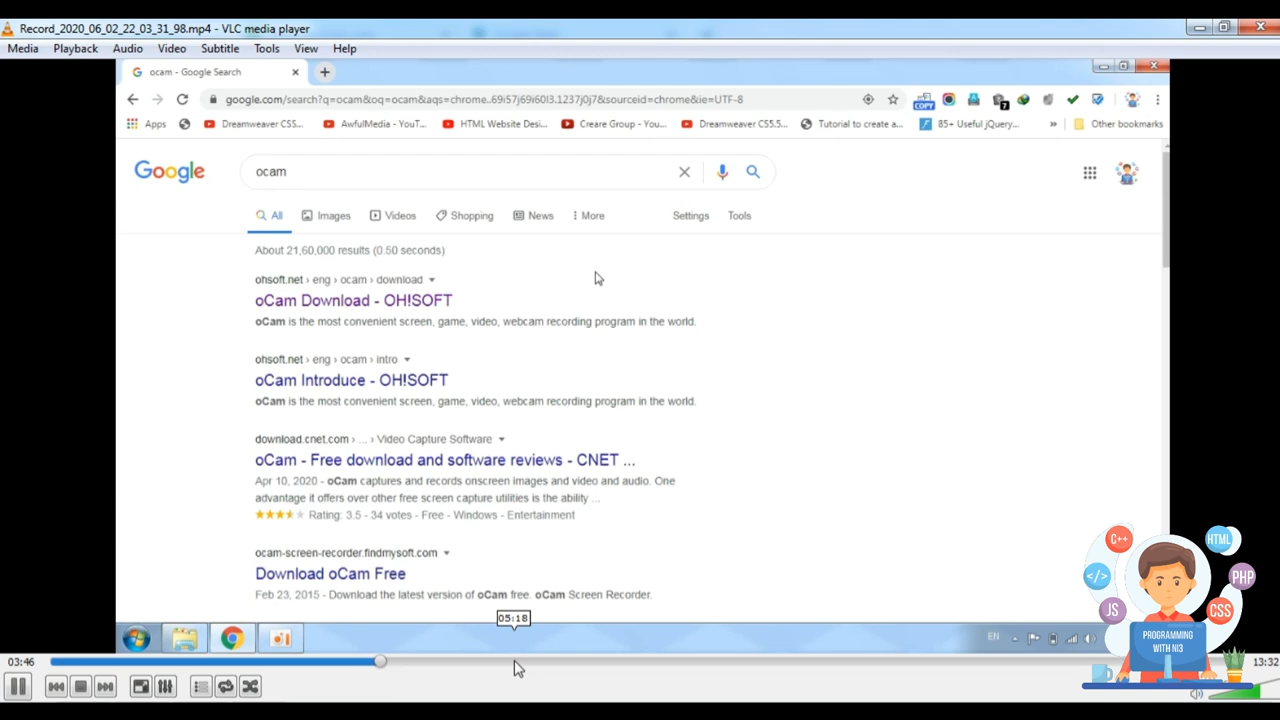 Record_2020_06_02_22_03_31_98.mp4 - VLC media player
Media Playback Audio Video Subtitle Tools View Help
ocam - Google Search
google.com/search?q=ocam&oq=ocam&aqs=chrome..69i57j69i60l3.1237j0j7&sourceid=chrome&ie=UTF-8
COPY
7
Apps Dreamweaver CS5... AwfulMedia - YouT... HTML Website Desi... Creare Group - You... Dreamweaver CS5.5... Tutorial to create a... 85+ Useful jQuery... » Other bookmarks
Google ocam
All Images Videos Shopping News More Settings Tools
About 21,60,000 results (0.50 seconds)
ohsoft.net › eng › ocam › download
oCam Download - OH!SOFT
oCam is the most convenient screen, game, video, webcam recording program in the world.
ohsoft.net › eng › ocam › intro
oCam Introduce - OH!SOFT
oCam is the most convenient screen, game, video, webcam recording program in the world.
download.cnet.com › ... › Video Capture Software
oCam - Free download and software reviews - CNET ...
Apr 10, 2020 - oCam captures and records onscreen images and video and audio. One
advantage it offers over other free screen capture utilities is the ability ...
Rating: 3.5 - 34 votes - Free - Windows - Entertainment
ocam-screen-recorder.findmysoft.com
Download oCam Free
Feb 23, 2015 - Download the latest version of oCam free. oCam Screen Recorder.
C++
HTML
</>
PHP
JS
CSS
PROGRAMMING
WITH NI3
05:18
EN
03:46
13:32